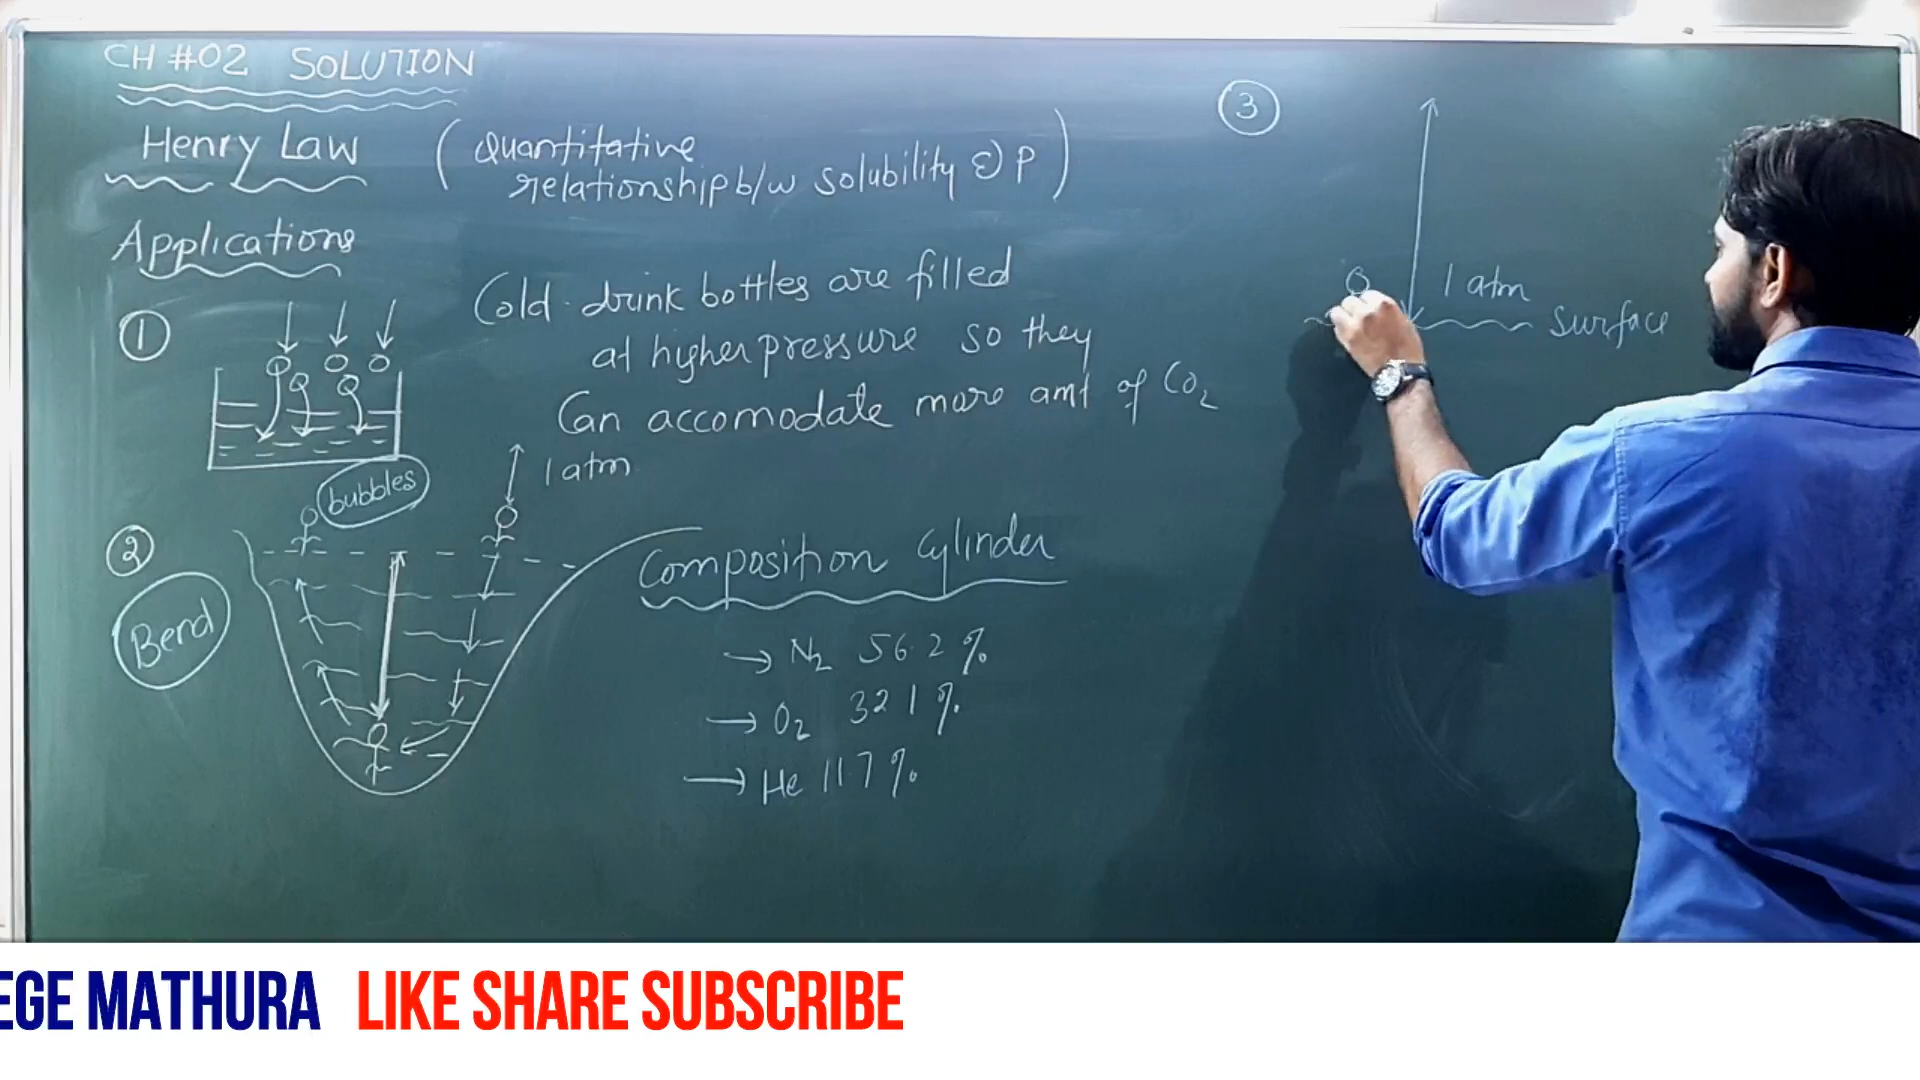 CH #02 SOLUTION
Henry Law (quantitative
relationship b/w solubility & P)
Applications
1
Cold drink bottles are filled
at higher pressure so they
Can accomodate more amt of CO2
bubbles
1 atm
2
Bend
Composition Cylinder
→ N2 56.2 %
→ O2 32.1 %
→ He 11.7 %
3
1 atm
surface
EGE MATHURA LIKE SHARE SUBSCRIBE